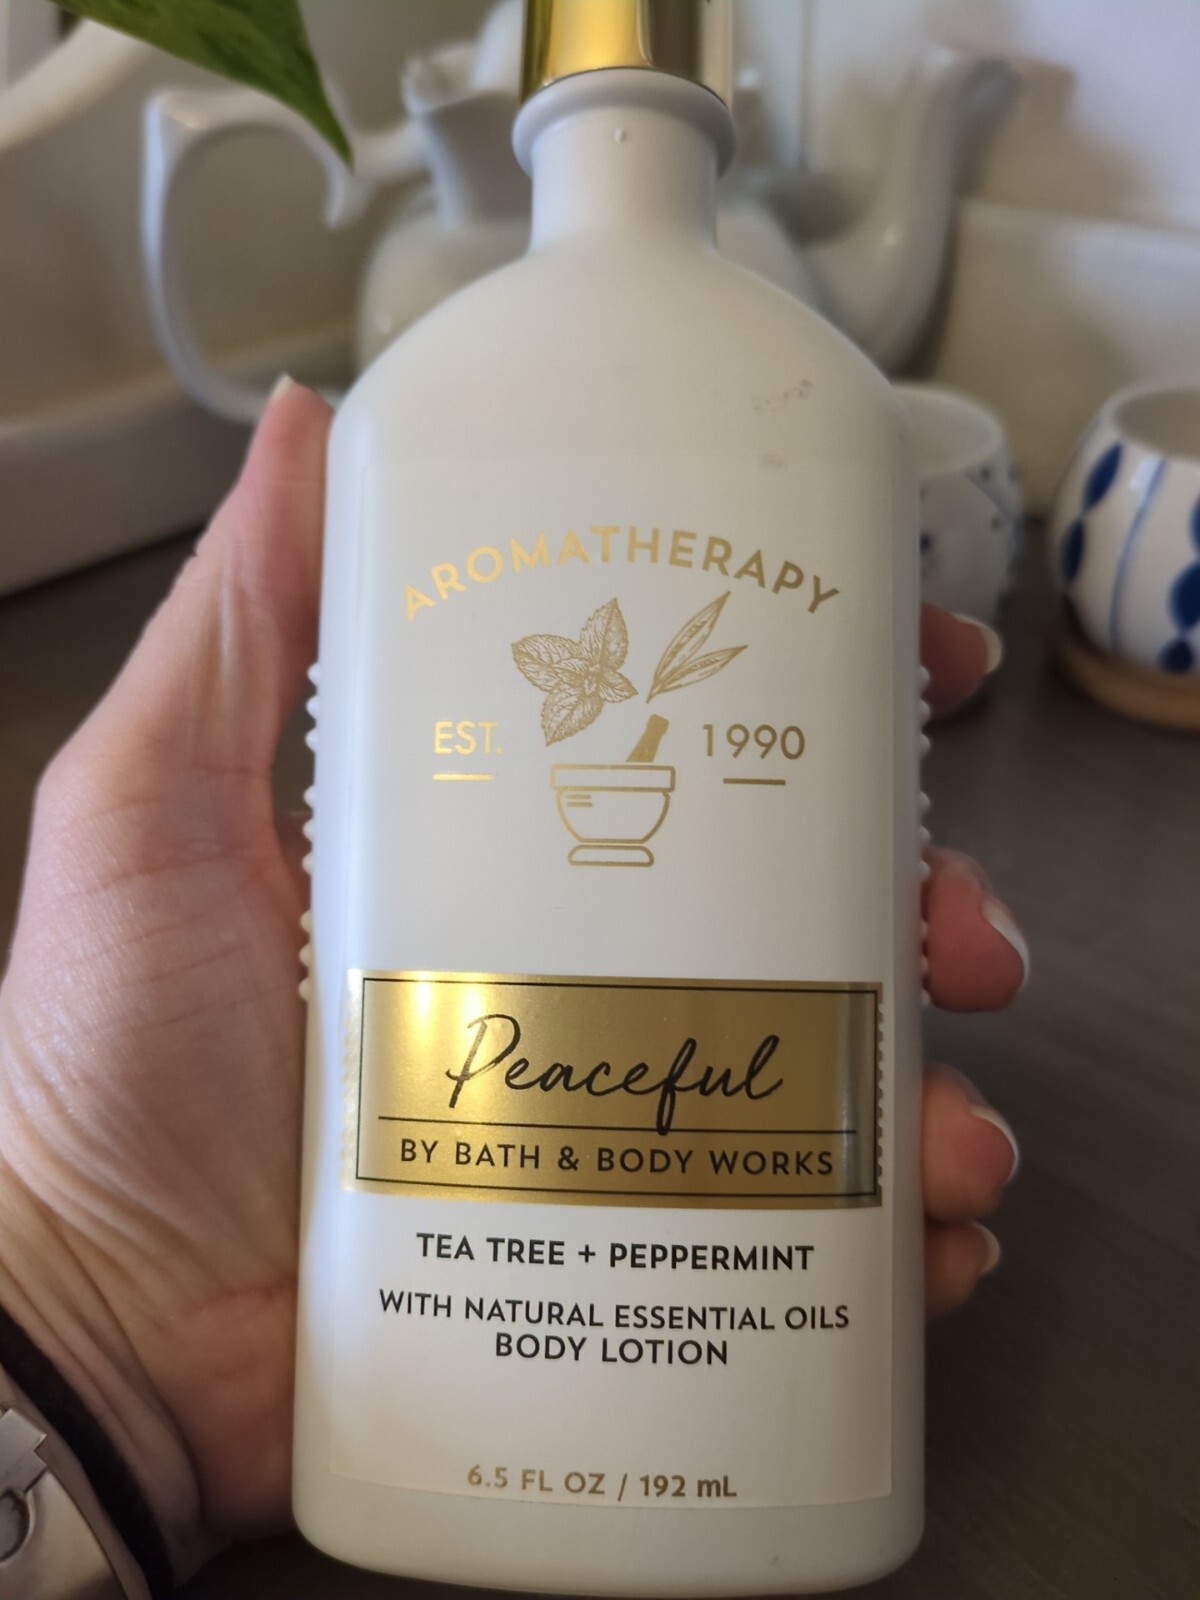 AROMATHERAPY
EST. 1990
Peaceful
BY BATH & BODY WORKS
TEA TREE + PEPPERMINT
WITH NATURAL ESSENTIAL OILS
BODY LOTION
6.5 FL OZ / 192 mL